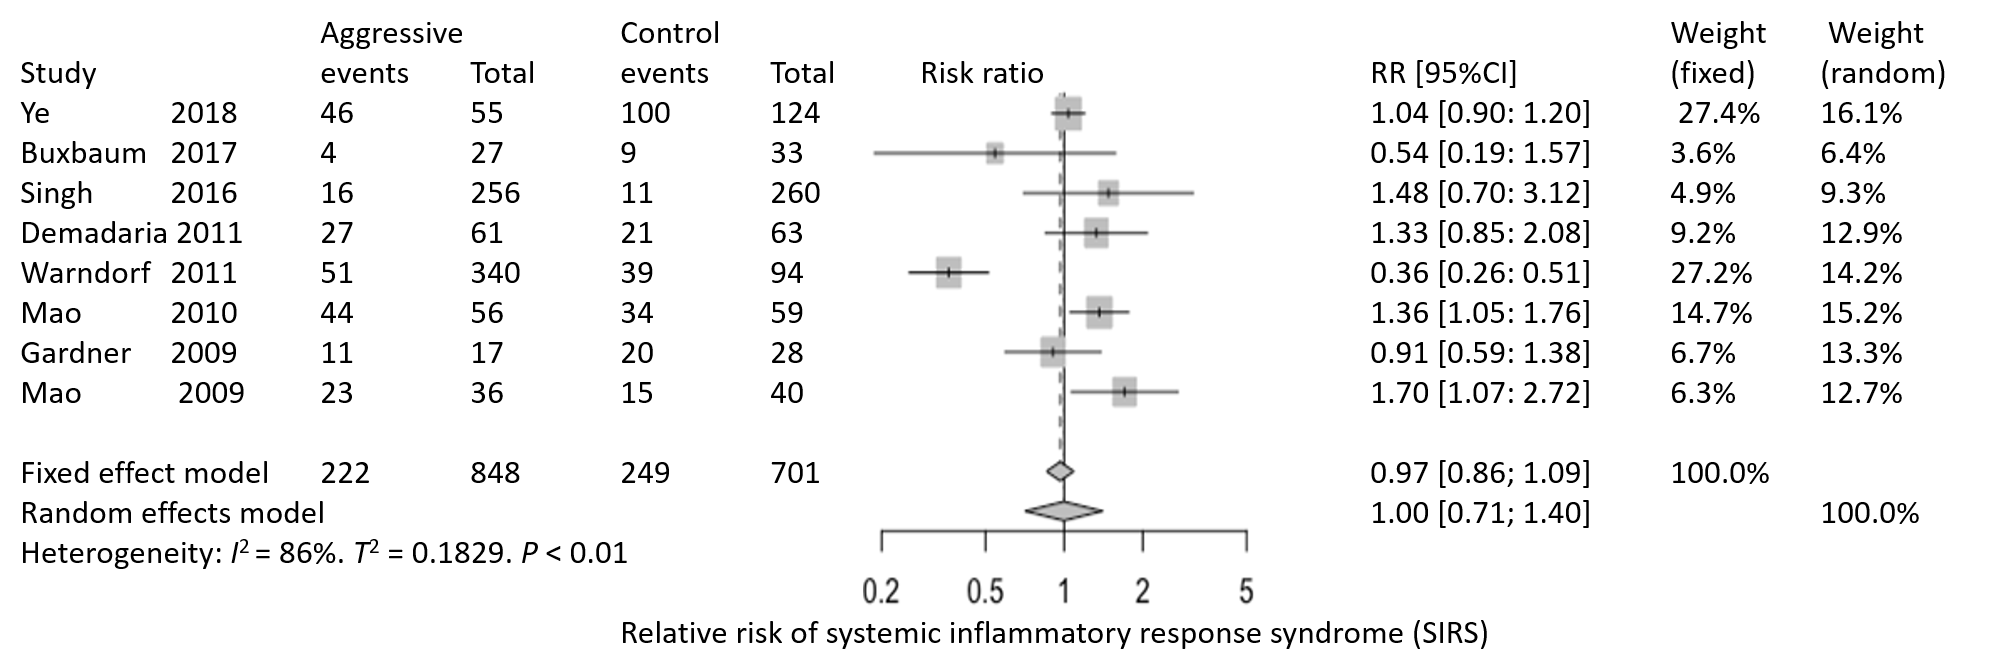 Aggressive Control Weight Weight
Study events Total events Total Risk ratio RR [95%CI] (fixed) (random)
Ye 2018 46 55 100 124 1.04 [0.90: 1.20] 27.4% 16.1%
Buxbaum 2017 4 27 9 33 0.54 [0.19: 1.57] 3.6% 6.4%
Singh 2016 16 256 11 260 1.48 [0.70: 3.12] 4.9% 9.3%
Demadaria 2011 27 61 21 63 1.33 [0.85: 2.08] 9.2% 12.9%
Warndorf 2011 51 340 39 94 0.36 [0.26: 0.51] 27.2% 14.2%
Mao 2010 44 56 34 59 1.36 [1.05: 1.76] 14.7% 15.2%
Gardner 2009 11 17 20 28 0.91 [0.59: 1.38] 6.7% 13.3%
Mao 2009 23 36 15 40 1.70 [1.07: 2.72] 6.3% 12.7%
Fixed effect model 222 848 249 701 0.97 [0.86; 1.09] 100.0%
Random effects model 1.00 [0.71; 1.40] 100.0%
Heterogeneity: I² = 86%. T² = 0.1829. P < 0.01
0.2 0.5 1 2 5
Relative risk of systemic inflammatory response syndrome (SIRS)